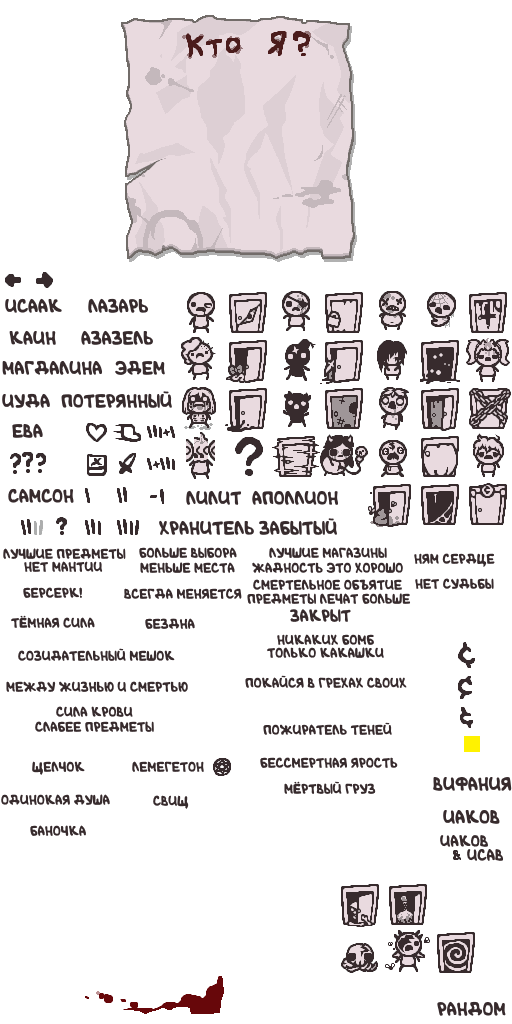 Кто Я?
ИСААК ЛАЗАРЬ
КАИН АЗАЗЕЛЬ
МАГДАЛИНА ЭДЕМ
ИУДА ПОТЕРЯННЫЙ
ЕВА
???
?
САМСОН
ЛИЛИТ АПОЛЛИОН
?
ХРАНИТЕЛЬ ЗАБЫТЫЙ
ЛУЧШИЕ ПРЕДМЕТЫ
НЕТ МАНТИИ
БОЛЬШЕ ВЫБОРА
МЕНЬШЕ МЕСТА
ЛУЧШИЕ МАГАЗИНЫ
ЖАДНОСТЬ ЭТО ХОРОШО
НЯМ СЕРДЦЕ
БЕРСЕРК!
ВСЕГДА МЕНЯЕТСЯ
СМЕРТЕЛЬНОЕ ОБЪЯТИЕ
ПРЕДМЕТЫ ЛЕЧАТ БОЛЬШЕ
НЕТ СУДЬБЫ
ТЁМНАЯ СИЛА
БЕЗДНА
ЗАКРЫТ
СОЗИДАТЕЛЬНЫЙ МЕШОК
НИКАКИХ БОМБ
ТОЛЬКО КАКАШКИ
МЕЖДУ ЖИЗНЬЮ И СМЕРТЬЮ
ПОКАЙСЯ В ГРЕХАХ СВОИХ
СИЛА КРОВИ
СЛАБЕЕ ПРЕДМЕТЫ
ПОЖИРАТЕЛЬ ТЕНЕЙ
ЩЕЛЧОК
ЛЕМЕГЕТОН
БЕССМЕРТНАЯ ЯРОСТЬ
ВИФАНИЯ
ОДИНОКАЯ ДУША
СВИЩ
МЁРТВЫЙ ГРУЗ
ИАКОВ
БАНОЧКА
ИАКОВ
& ИСАВ
РАНДОМ